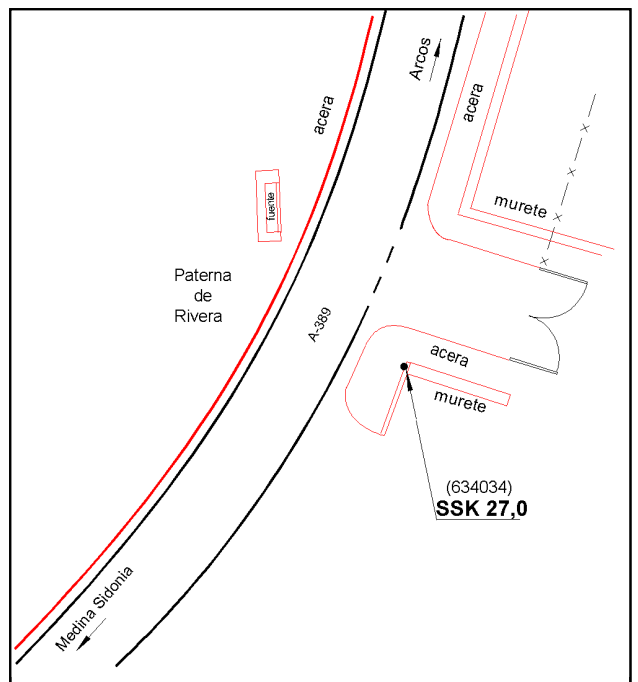 Arcos
acera
acera
fuente
murete
Paterna
de
Rivera
A-389
acera
murete
(634034)
SSK 27,0
Medina Sidonia